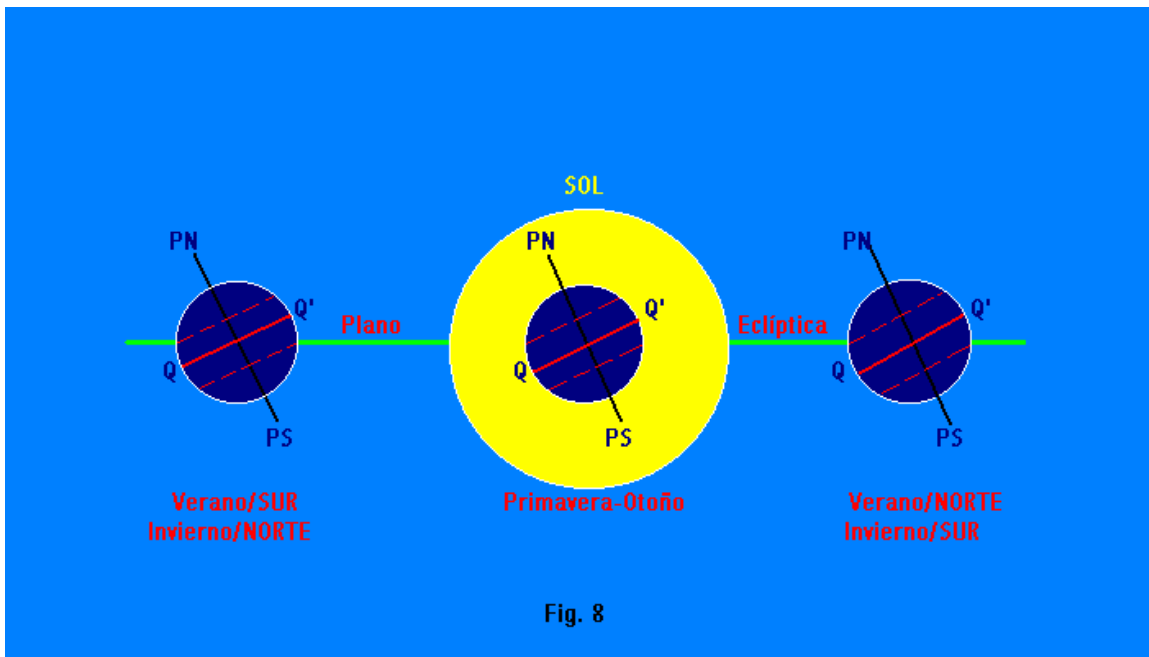 SOL
PN
PN
PN
Q'
Q'
Q'
Plano
Eclíptica
Q
Q
Q
PS
PS
PS
Verano/SUR
Invierno/NORTE
Primavera-Otoño
Verano/NORTE
Invierno/SUR
Fig. 8